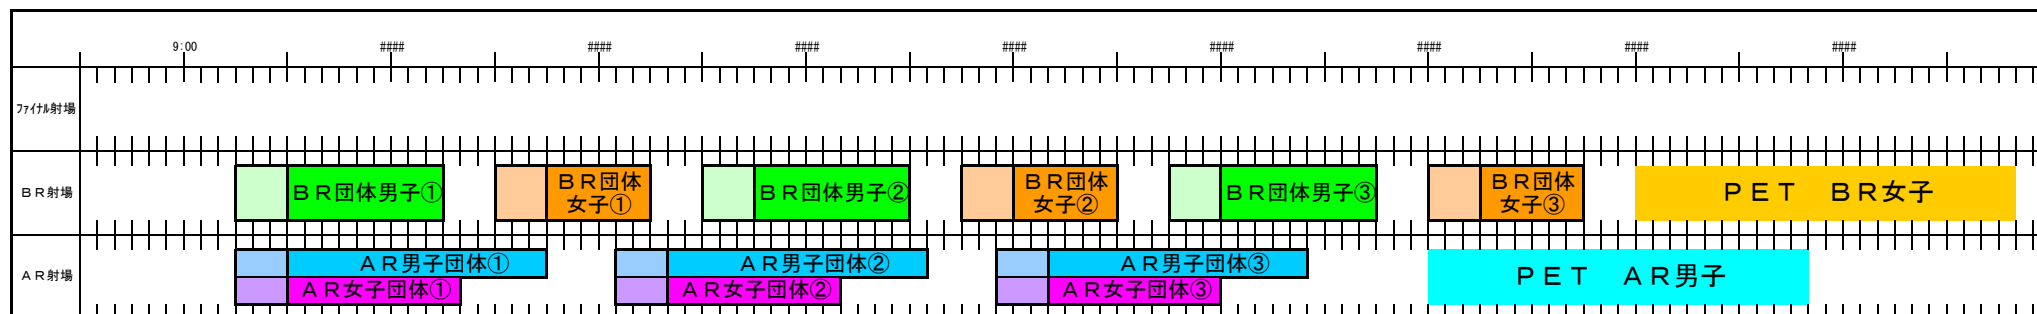 9:00 #### #### #### #### #### #### #### ####
ﾌｧｲﾅﾙ射場
ＢＲ射場
ＢＲ団体男子①
ＢＲ団体
女子①
ＢＲ団体男子②
ＢＲ団体
女子②
ＢＲ団体男子③
ＢＲ団体
女子③
ＰＥＴ　ＢＲ女子
ＡＲ射場
ＡＲ男子団体①
ＡＲ女子団体①
ＡＲ男子団体②
ＡＲ女子団体②
ＡＲ男子団体③
ＡＲ女子団体③
ＰＥＴ　ＡＲ男子